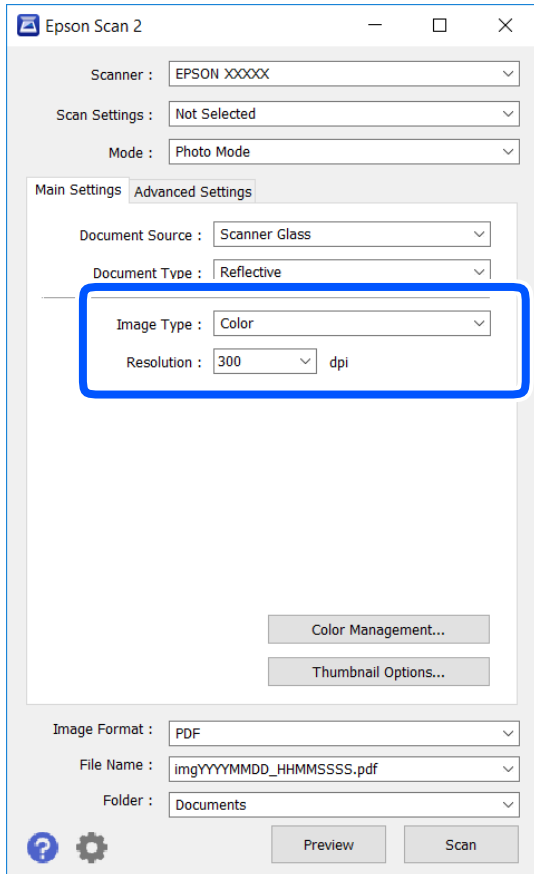 Epson Scan 2
Scanner : EPSON XXXXX
Scan Settings : Not Selected
Mode : Photo Mode
Main Settings Advanced Settings
Document Source : Scanner Glass
Document Type : Reflective
Image Type : Color
Resolution : 300 dpi
Color Management...
Thumbnail Options...
Image Format : PDF
File Name : imgYYYYMMDD_HHMMSSSS.pdf
Folder : Documents
? Preview Scan